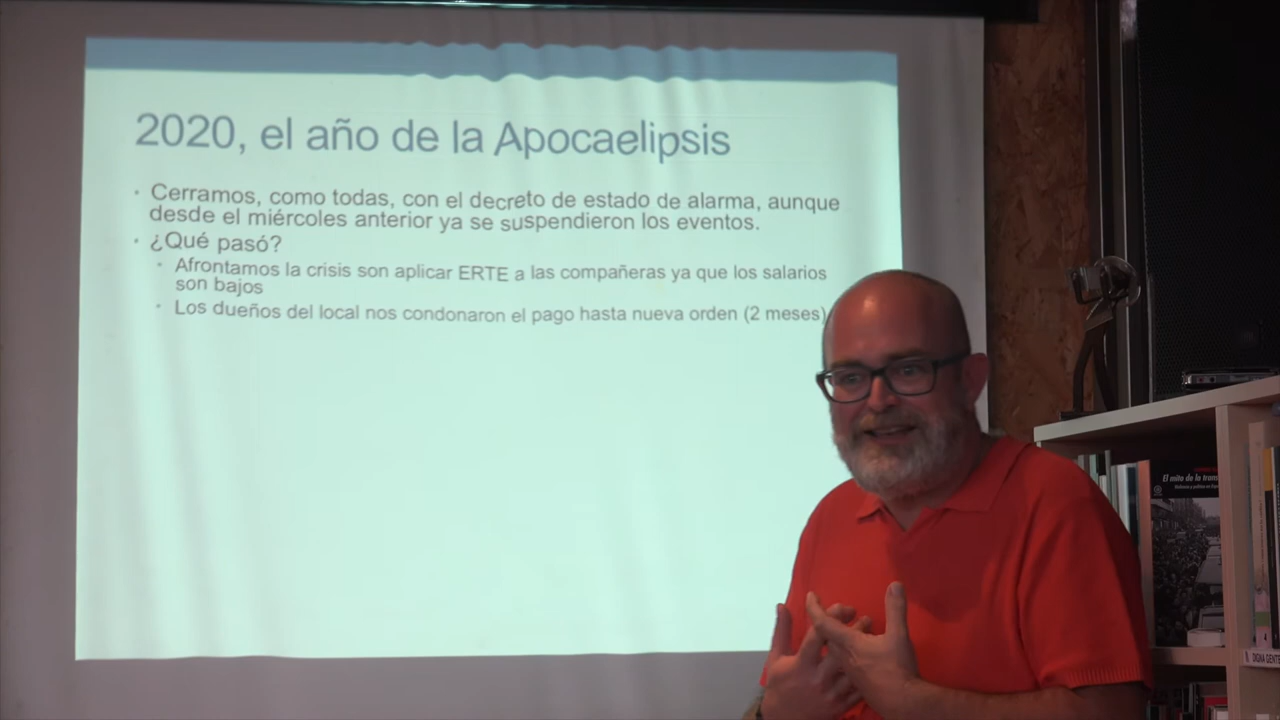 2020, el año de la Apocaelipsis
· Cerramos, como todas, con el decreto de estado de alarma, aunque
desde el miércoles anterior ya se suspendieron los eventos.
· ¿Qué pasó?
· Afrontamos la crisis son aplicar ERTE a las compañeras ya que los salarios
son bajos
· Los dueños del local nos condonaron el pago hasta nueva orden (2 meses)
El mito de la tran
DIGNA GENTE